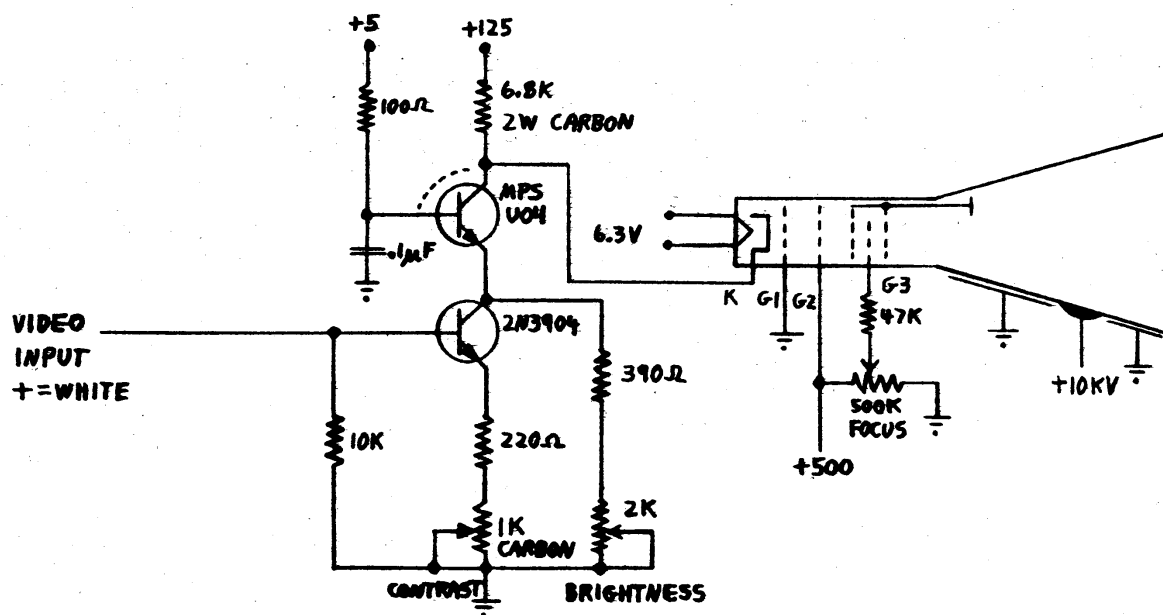 +5
+125
100Ω
6.8K
2W CARBON
MPS
U04
.1μF
6.3V
K
G1
G2
G3
47K
VIDEO
INPUT
+=WHITE
2N3904
390Ω
+10KV
500K
FOCUS
10K
220Ω
+500
1K
CARBON
2K
CONTRAST
BRIGHTNESS